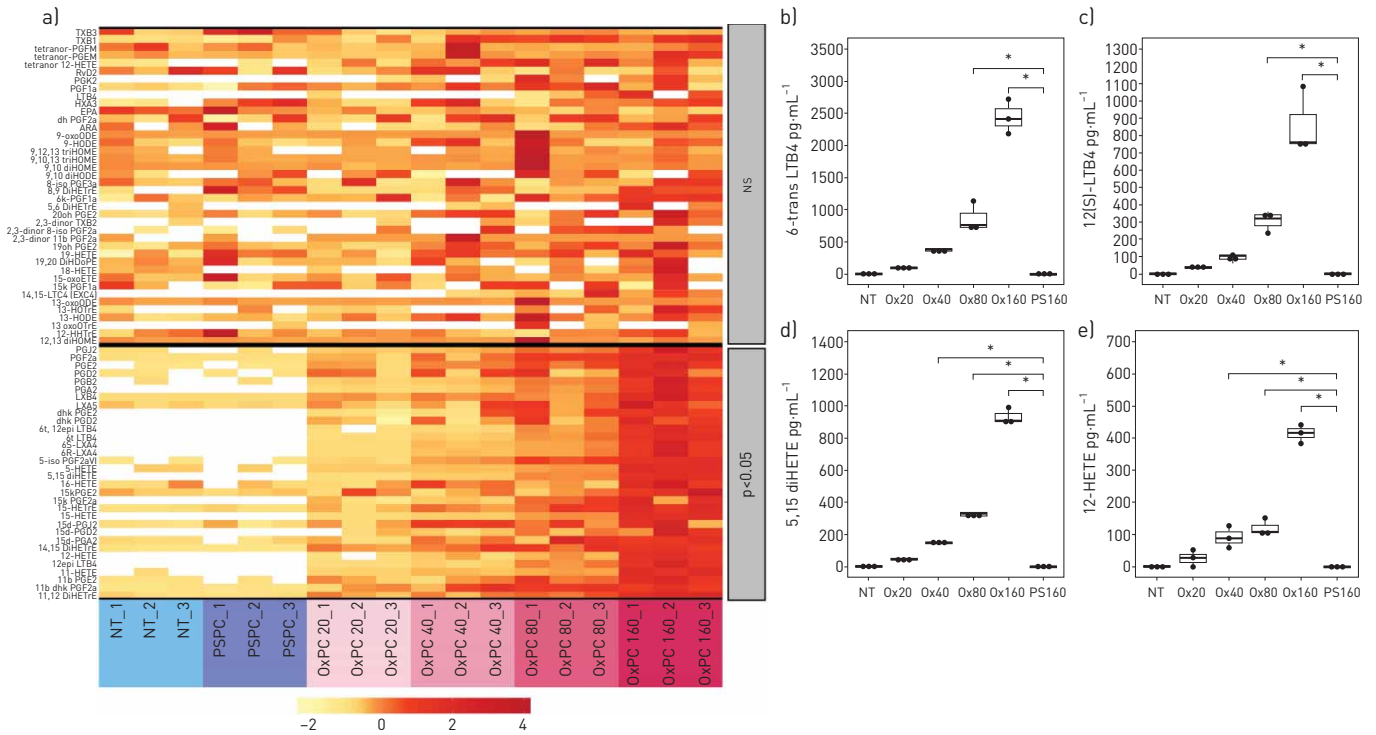 a)
TXB3
TXB1
tetranor-PGFM
tetranor-PGEM
tetranor 12-HETE
RvD2
PGK2
PGF1a
LTB4
HXA3
EPA
dh PGF2a
ARA
9-oxoODE
9-HODE
9,12,13 triHOME
9,10,13 triHOME
9,10 diHOME
9,10 diHODE
8-iso PGF3a
8,9 DiHETrE
6k-PGF1a
5,6 DiHETrE
20oh PGE2
2,3-dinor TXB2
2,3-dinor 8-iso PGF2a
2,3-dinor 11b PGF2a
19oh PGE2
19-HETE
19,20 DiHDoPE
18-HETE
15-oxoETE
15k PGF1a
14,15-LTC4 (EXC4)
13-oxoODE
13-HOTrE
13-HODE
13 oxoOTrE
12-HHTrE
12,13 diHOME
PGJ2
PGF2a
PGE2
PGD2
PGB2
PGA2
LXB4
LXA5
dhk PGE2
dhk PGD2
6t, 12epi LTB4
6t LTB4
6S-LXA4
6R-LXA4
5-iso PGF2aVI
5-HETE
5,15 diHETE
16-HETE
15kPGE2
15k PGE2a
15-HETrE
15-HETE
15d-PGJ2
15d-PGD2
15d-PGA2
14,15 DiHETrE
12-HETE
12epi LTB4
11-HETE
11b PGE2
11b dhk PGF2a
11,12 DiHETrE
NS
p<0.05
NT_1
NT_2
NT_3
PSPC_1
PSPC_2
PSPC_3
OxPC 20_1
OxPC 20_2
OxPC 20_3
OxPC 40_1
OxPC 40_2
OxPC 40_3
OxPC 80_1
OxPC 80_2
OxPC 80_3
OxPC 160_1
OxPC 160_2
OxPC 160_3
−2 0 2 4
b)
6-trans LTB4 pg·mL−1
3500
3000
2500
2000
1500
1000
500
0
*
*
NT Ox20 Ox40 Ox80 Ox160 PS160
c)
12(S)-LTB4 pg·mL−1
1300
1200
1100
1000
900
800
700
600
500
400
300
200
100
0
*
*
NT Ox20 Ox40 Ox80 Ox160 PS160
d)
5,15 diHETE pg·mL−1
1400
1200
1000
800
600
400
200
0
*
*
*
NT Ox20 Ox40 Ox80 Ox160 PS160
e)
12-HETE pg·mL−1
700
600
500
400
300
200
100
0
*
*
*
NT Ox20 Ox40 Ox80 Ox160 PS160